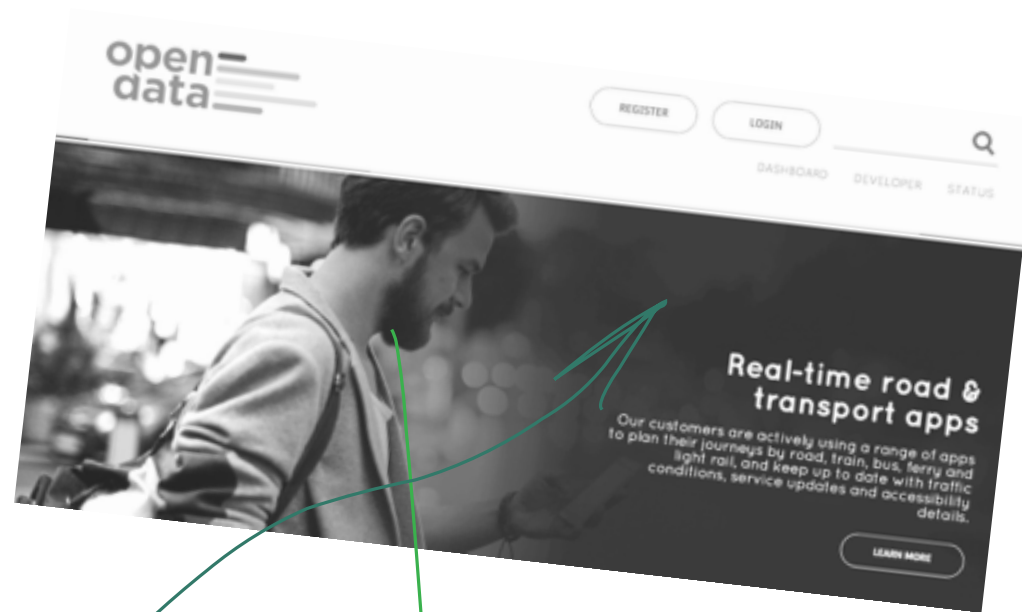 open
data
REGISTER
LOGIN
DASHBOARD DEVELOPER STATUS
Real-time road &
transport apps
Our customers are actively using a range of apps
to plan their journeys by road, train, bus, ferry and
light rail, and keep up to date with traffic
conditions, service updates and accessibility
details.
LEARN MORE